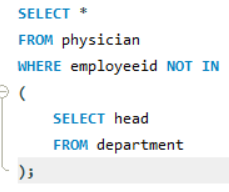 SELECT *
FROM physician
WHERE employeeid NOT IN
(
SELECT head
FROM department
);